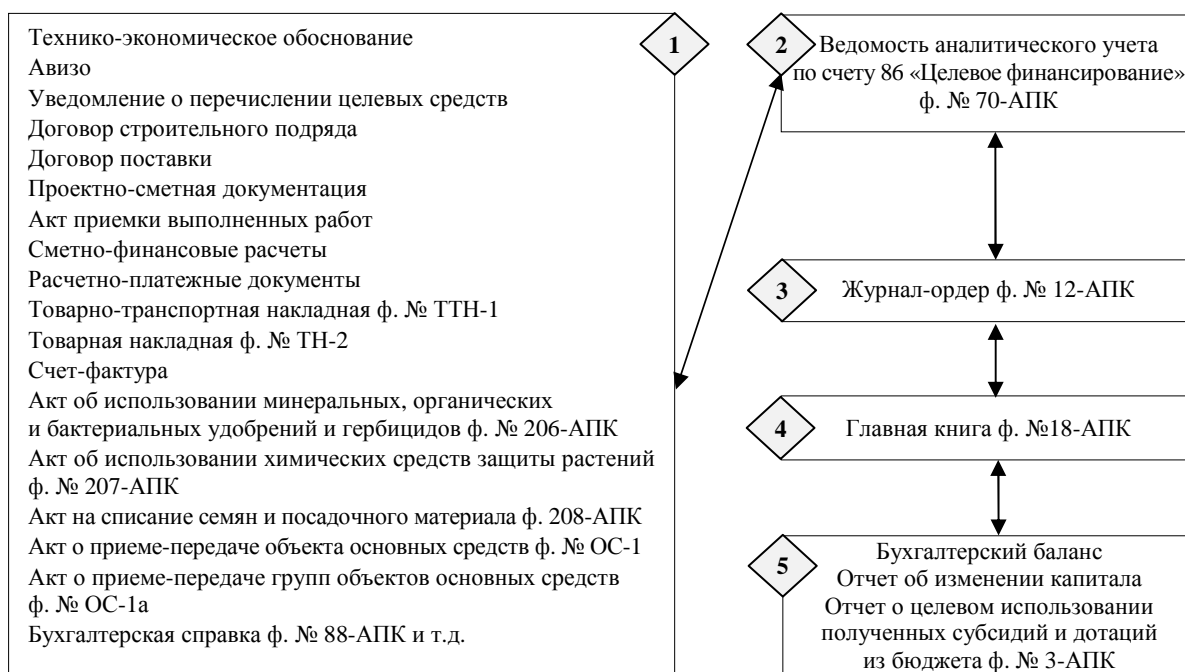 1
Технико-экономическое обоснование
Авизо
Уведомление о перечислении целевых средств
Договор строительного подряда
Договор поставки
Проектно-сметная документация
Акт приемки выполненных работ
Сметно-финансовые расчеты
Расчетно-платежные документы
Товарно-транспортная накладная ф. № ТТН-1
Товарная накладная ф. № ТН-2
Счет-фактура
Акт об использовании минеральных, органических
и бактериальных удобрений и гербицидов ф. № 206-АПК
Акт об использовании химических средств защиты растений
ф. № 207-АПК
Акт на списание семян и посадочного материала ф. 208-АПК
Акт о приеме-передаче объекта основных средств ф. № ОС-1
Акт о приеме-передаче групп объектов основных средств
ф. № ОС-1а
Бухгалтерская справка ф. № 88-АПК и т.д.
2
Ведомость аналитического учета
по счету 86 «Целевое финансирование»
ф. № 70-АПК
3
Журнал-ордер ф. № 12-АПК
4
Главная книга ф. №18-АПК
5
Бухгалтерский баланс
Отчет об изменении капитала
Отчет о целевом использовании
полученных субсидий и дотаций
из бюджета ф. № 3-АПК